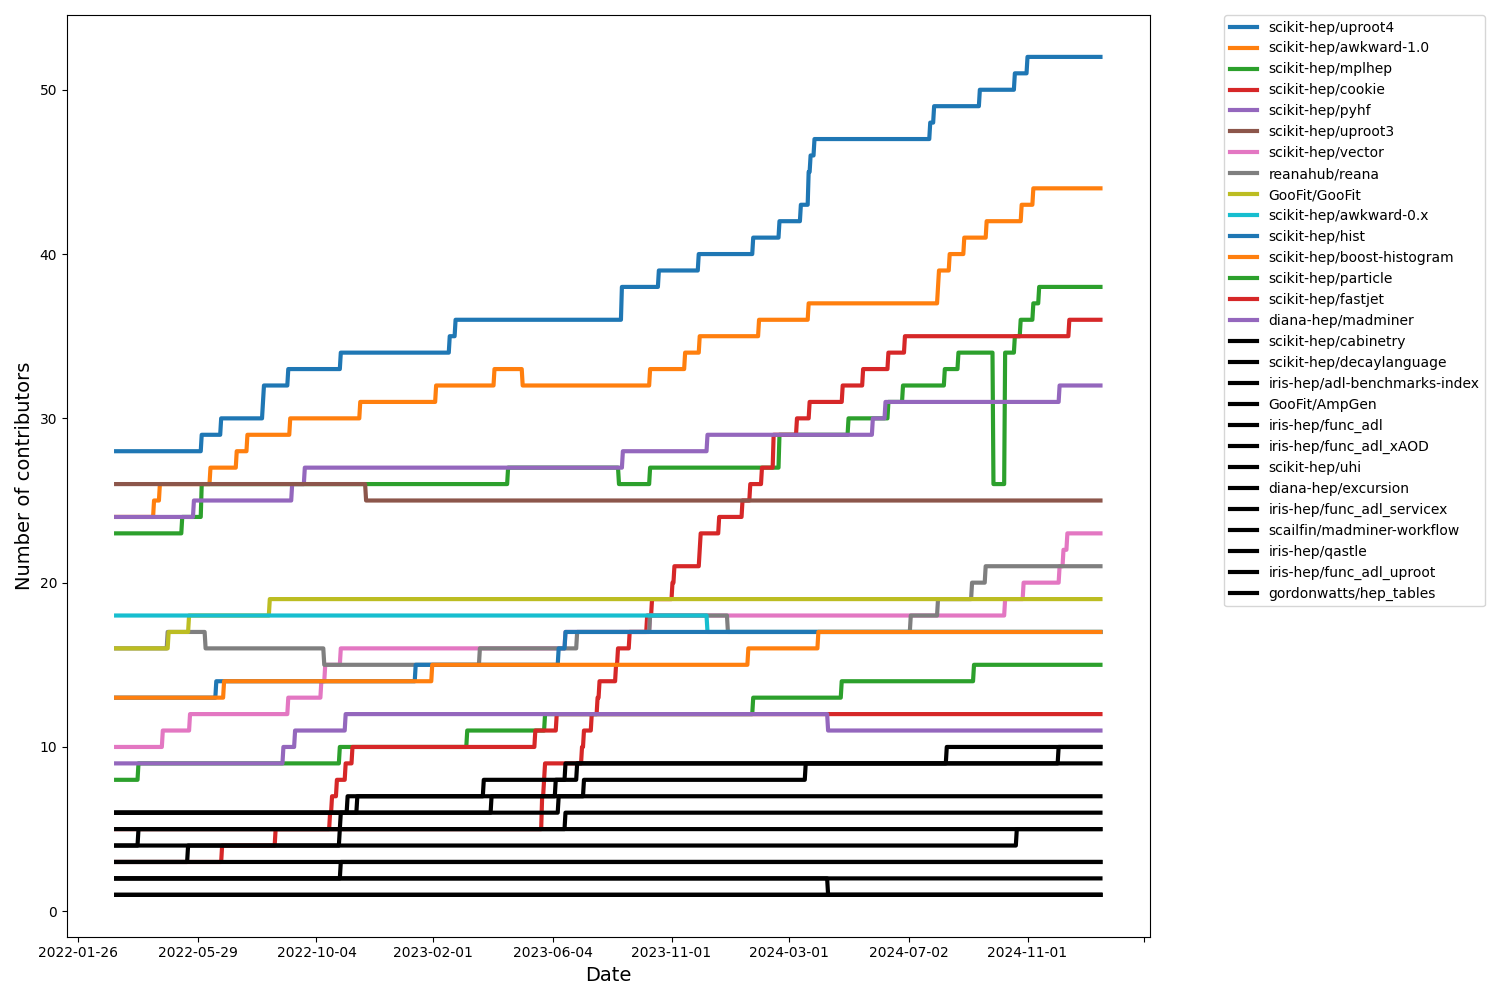 Number of contributors
50
40
30
20
10
0
2022-01-26
2022-05-29
2022-10-04
2023-02-01
2023-06-04
2023-11-01
2024-03-01
2024-07-02
2024-11-01
Date
scikit-hep/uproot4
scikit-hep/awkward-1.0
scikit-hep/mplhep
scikit-hep/cookie
scikit-hep/pyhf
scikit-hep/uproot3
scikit-hep/vector
reanahub/reana
GooFit/GooFit
scikit-hep/awkward-0.x
scikit-hep/hist
scikit-hep/boost-histogram
scikit-hep/particle
scikit-hep/fastjet
diana-hep/madminer
scikit-hep/cabinetry
scikit-hep/decaylanguage
iris-hep/adl-benchmarks-index
GooFit/AmpGen
iris-hep/func_adl
iris-hep/func_adl_xAOD
scikit-hep/uhi
diana-hep/excursion
iris-hep/func_adl_servicex
scailfin/madminer-workflow
iris-hep/qastle
iris-hep/func_adl_uproot
gordonwatts/hep_tables